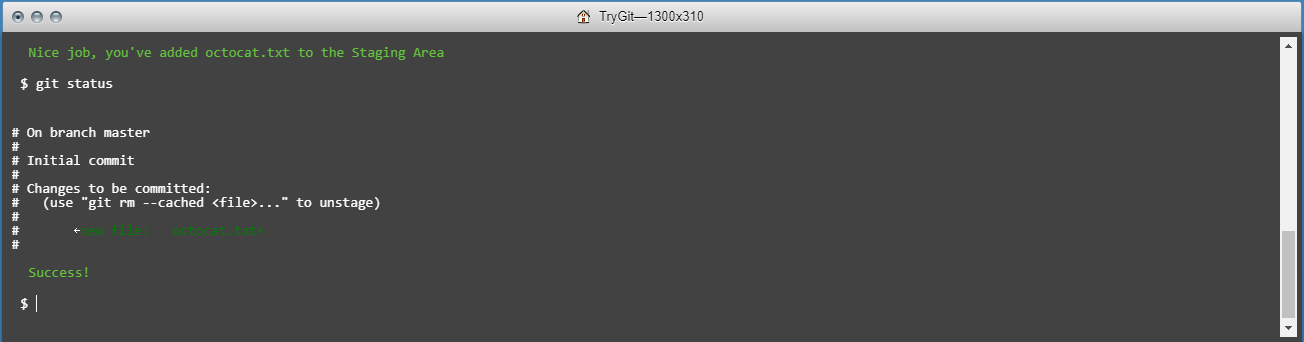 TryGit—1300x310
Nice job, you've added octocat.txt to the Staging Area
$ git status
# On branch master
#
# Initial commit
#
# Changes to be committed:
#   (use "git rm --cached <file>..." to unstage)
#
#       ←new file:   octocat.txt←
#
Success!
$